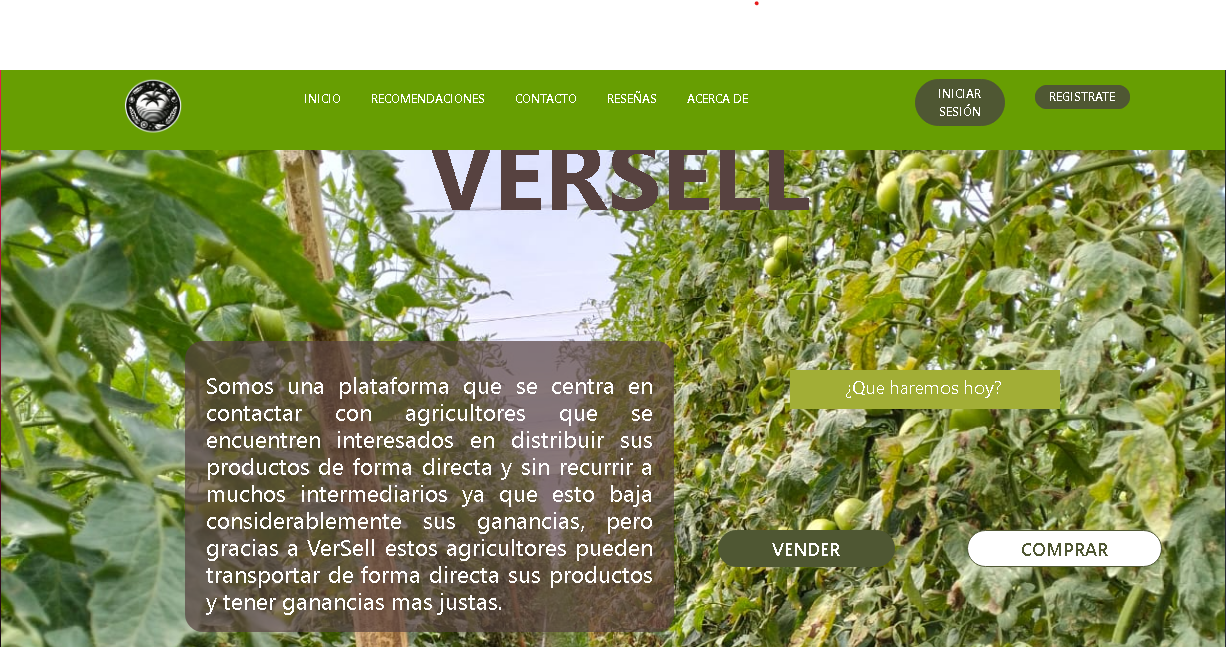 INICIO RECOMENDACIONES CONTACTO RESEÑAS ACERCA DE
INICIAR
SESIÓN
REGISTRATE
VERSELL
Somos una plataforma que se centra en
contactar con agricultores que se
encuentren interesados en distribuir sus
productos de forma directa y sin recurrir a
muchos intermediarios ya que esto baja
considerablemente sus ganancias, pero
gracias a VerSell estos agricultores pueden
transportar de forma directa sus productos
y tener ganancias mas justas.
¿Que haremos hoy?
VENDER
COMPRAR